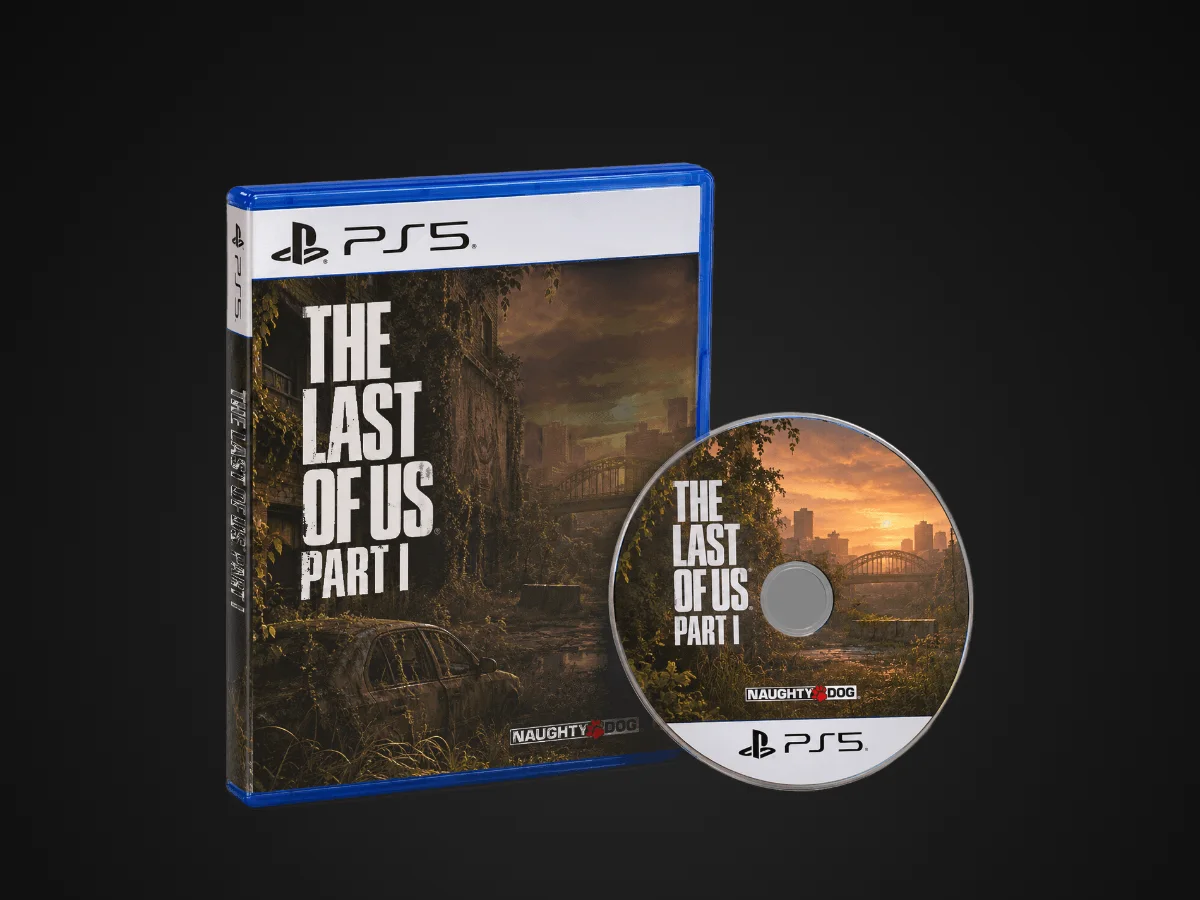 PS5
PS5
THE LAST OF US PART I
THE
LAST
OF US
PART I
NAUGHTY DOG
THE
LAST
OF US
PART I
NAUGHTY DOG
PS5